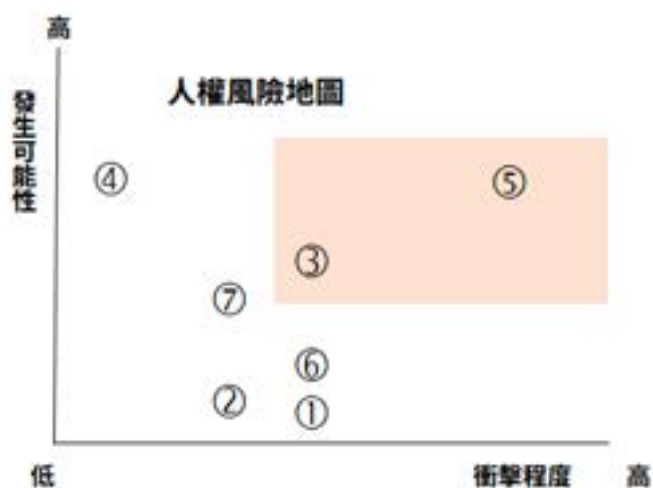 高
人權風險地圖
發生可能性
④
⑤
③
⑦
⑥
②
①
低
衝擊程度
高